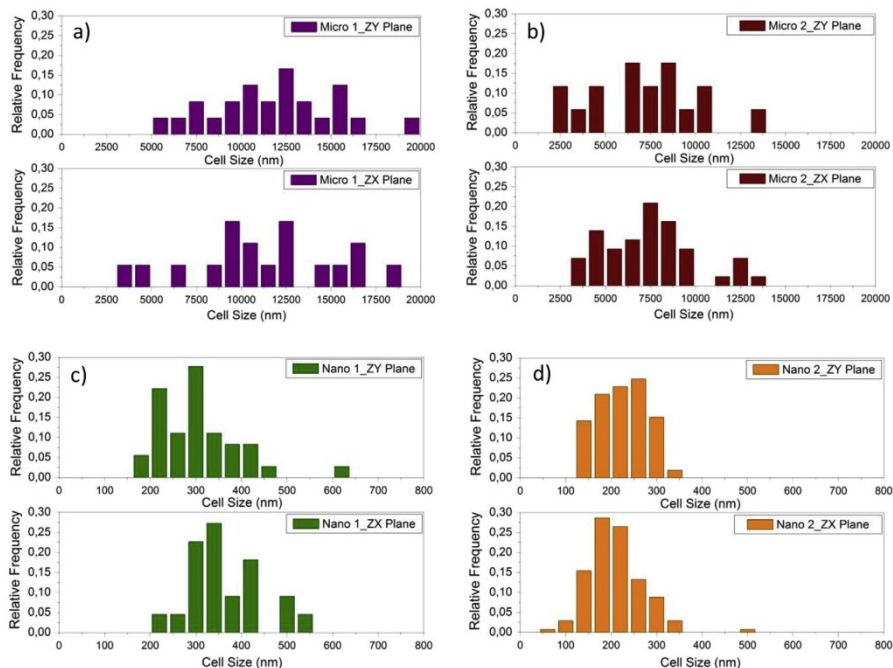 a)
Micro 1_ZY Plane
Relative Frequency
0,30
0,25
0,20
0,15
0,10
0,05
0,00
2500 5000 7500 10000 12500 15000 17500 20000
Cell Size (nm)
Micro 1_ZX Plane
Relative Frequency
0,30
0,25
0,20
0,15
0,10
0,05
0,00
0 2500 5000 7500 10000 12500 15000 17500 20000
Cell Size (nm)
b)
Micro 2_ZY Plane
Relative Frequency
0,30
0,25
0,20
0,15
0,10
0,05
0,00
0 2500 5000 7500 10000 12500 15000 17500 20000
Cell Size (nm)
Micro 2_ZX Plane
Relative Frequency
0,30
0,25
0,20
0,15
0,10
0,05
0,00
0 2500 5000 7500 10000 12500 15000 17500 20000
Cell Size (nm)
c)
Nano 1_ZY Plane
Relative Frequency
0,30
0,25
0,20
0,15
0,10
0,05
0,00
0 100 200 300 400 500 600 700 800
Cell Size (nm)
Nano 1_ZX Plane
Relative Frequency
0,30
0,25
0,20
0,15
0,10
0,05
0,00
0 100 200 300 400 500 600 700 800
Cell Size (nm)
d)
Nano 2_ZY Plane
Relative Frequency
0,30
0,25
0,20
0,15
0,10
0,05
0,00
0 100 200 300 400 500 600 700 800
Cell Size (nm)
Nano 2_ZX Plane
Relative Frequency
0,30
0,25
0,20
0,15
0,10
0,05
0,00
0 100 200 300 400 500 600 700 800
Cell Size (nm)